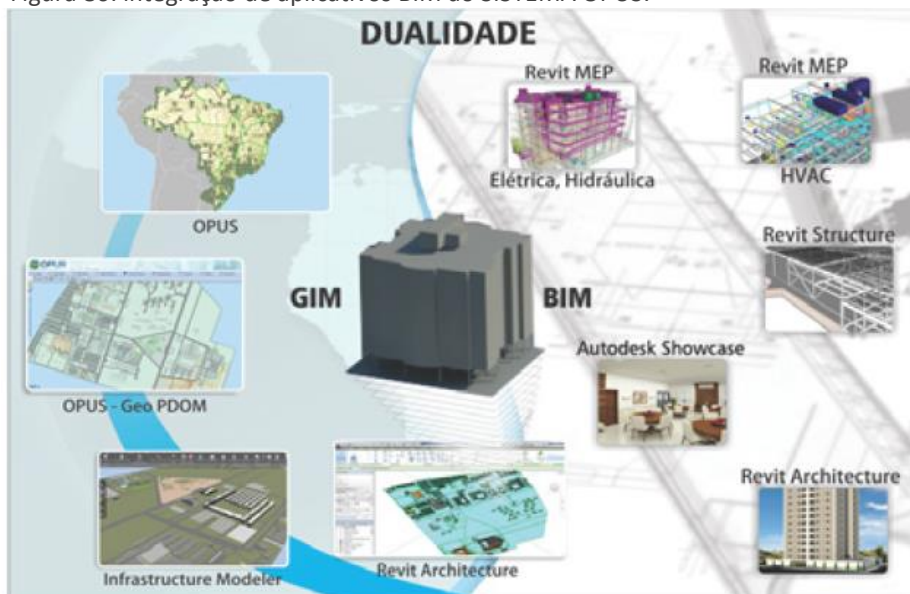 DUALIDADE
Revit MEP
Elétrica, Hidráulica
Revit MEP
HVAC
OPUS
Revit Structure
GIM
BIM
OPUS
Autodesk Showcase
OPUS - Geo PDOM
Revit Architecture
Infrastructure Modeler
Revit Architecture